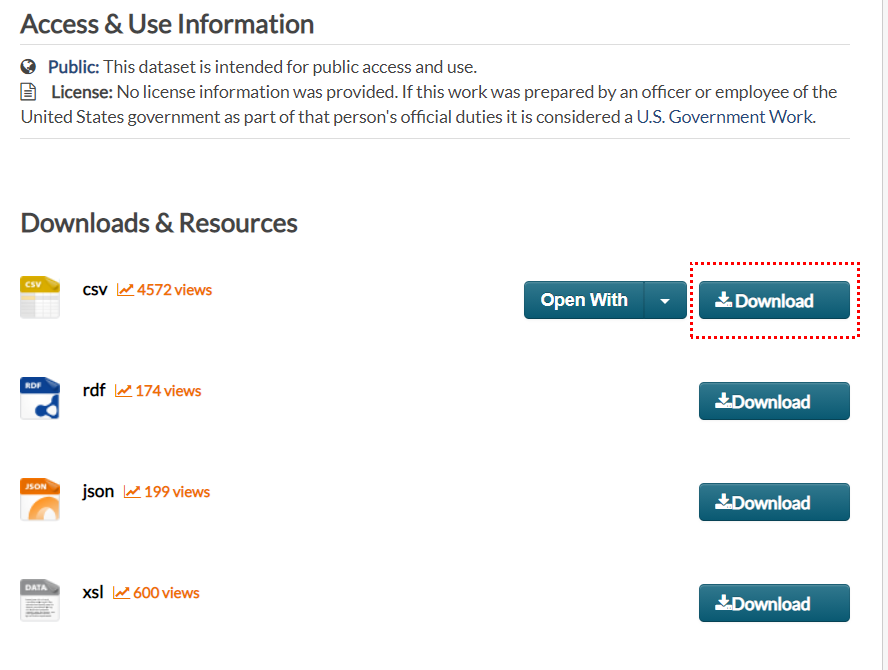 Access & Use Information
Public: This dataset is intended for public access and use.
License: No license information was provided. If this work was prepared by an officer or employee of the
United States government as part of that person's official duties it is considered a U.S. Government Work.
Downloads & Resources
CSV
csv 4572 views
Open With
Download
RDF
rdf 174 views
Download
JSON
json 199 views
Download
DATA
xsl 600 views
Download